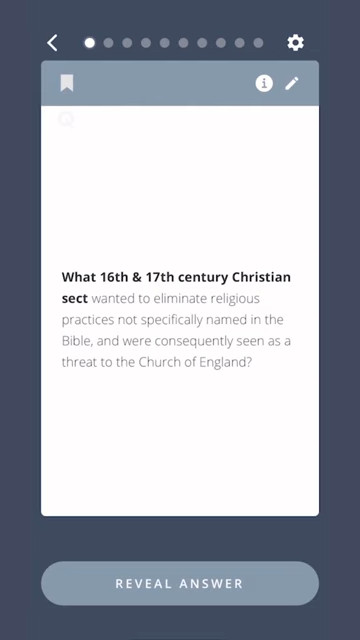 What 16th & 17th century Christian
sect wanted to eliminate religious
practices not specifically named in the
Bible, and were consequently seen as a
threat to the Church of England?
REVEAL ANSWER